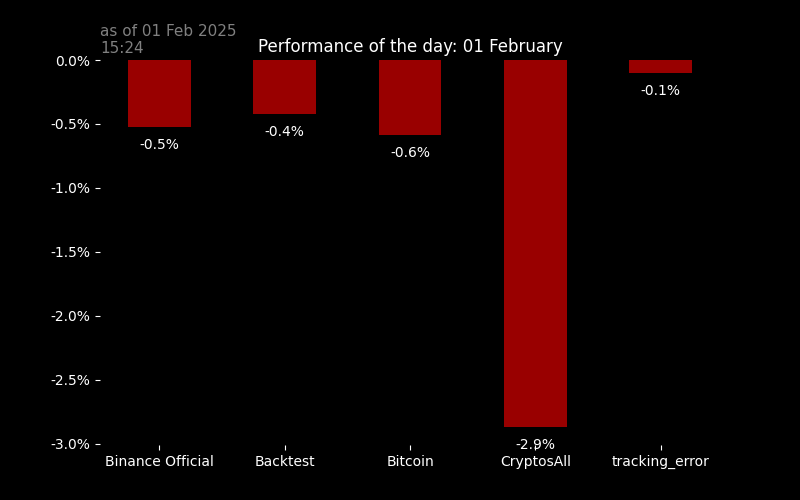 as of 01 Feb 2025
15:24
Performance of the day: 01 February
0.0%
-0.5%
-1.0%
-1.5%
-2.0%
-2.5%
-3.0%
-0.5%
-0.4%
-0.6%
-2.9%
-0.1%
Binance Official
Backtest
Bitcoin
CryptosAll
tracking_error